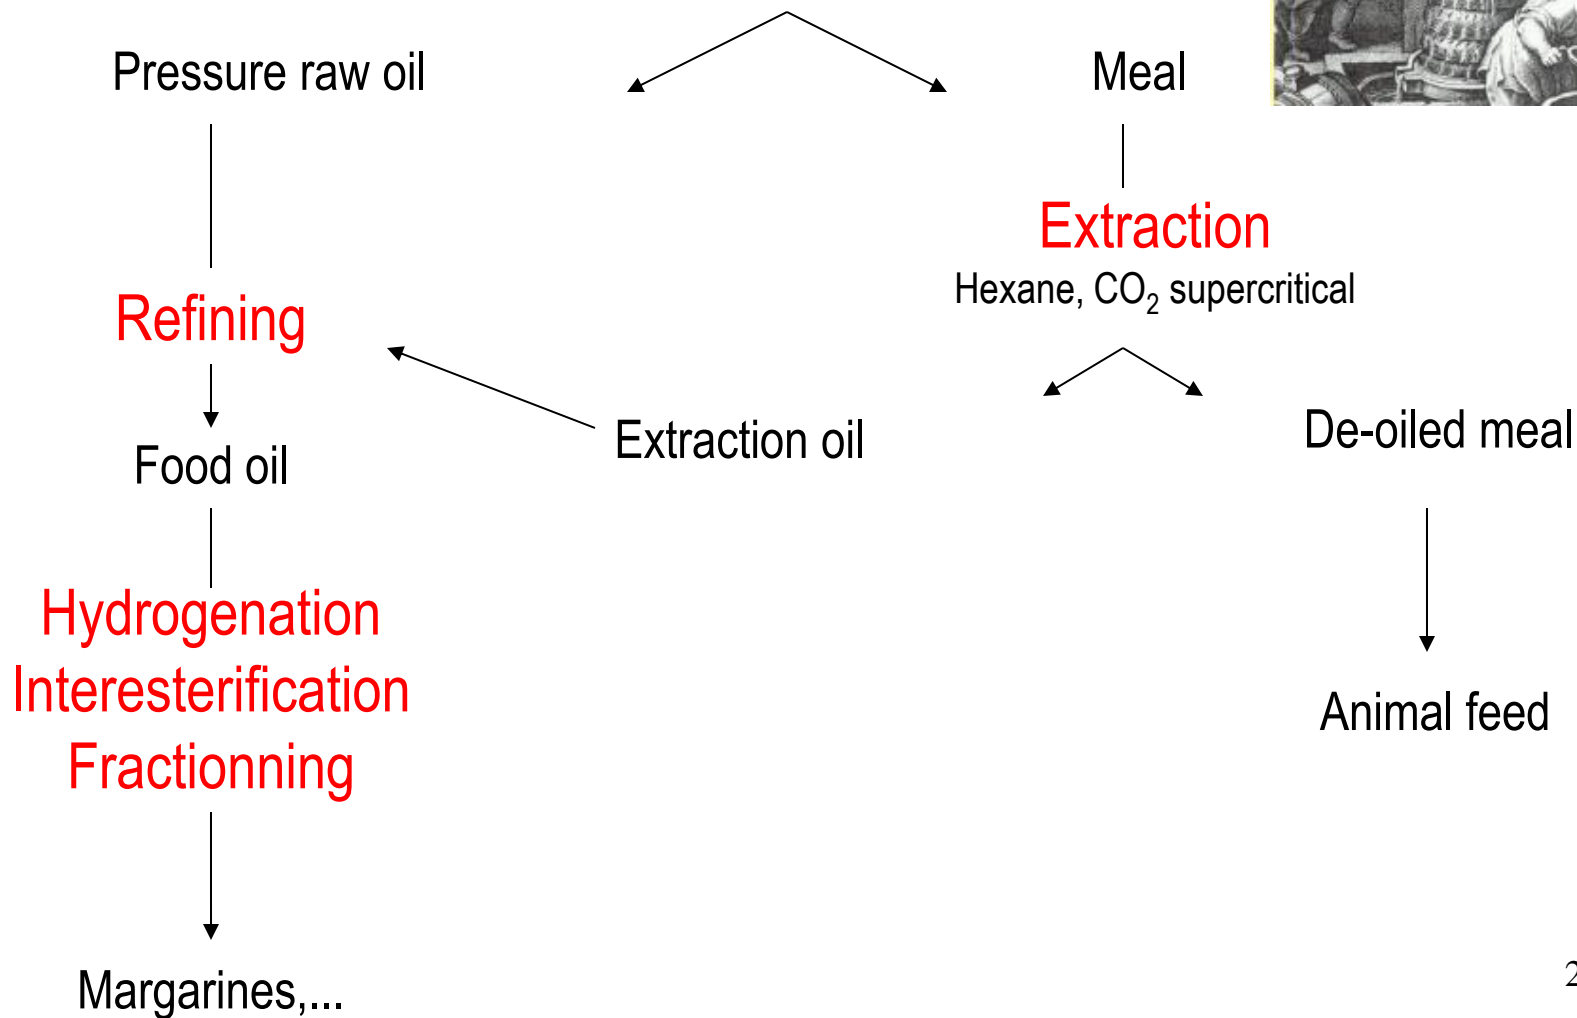 Pressure raw oil
Meal
Extraction
Hexane, CO₂ supercritical
Refining
Extraction oil
De-oiled meal
Food oil
Hydrogenation
Interesterification
Fractionning
Animal feed
Margarines,...
2